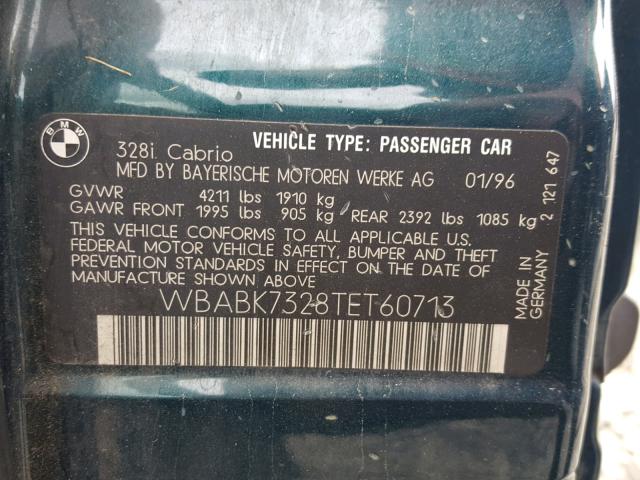 BMW
328i. Cabrio VEHICLE TYPE: PASSENGER CAR
MFD BY BAYERISCHE MOTOREN WERKE AG 01/96
GVWR 4211 lbs 1910 kg
GAWR FRONT 1995 lbs 905 kg REAR 2392 lbs 1085 kg
THIS VEHICLE CONFORMS TO ALL APPLICABLE U.S.
FEDERAL MOTOR VEHICLE SAFETY, BUMPER AND THEFT
PREVENTION STANDARDS IN EFFECT ON THE DATE OF
MANUFACTURE SHOWN ABOVE
WBABK7328TET60713
2 121 647
Printed in Germany